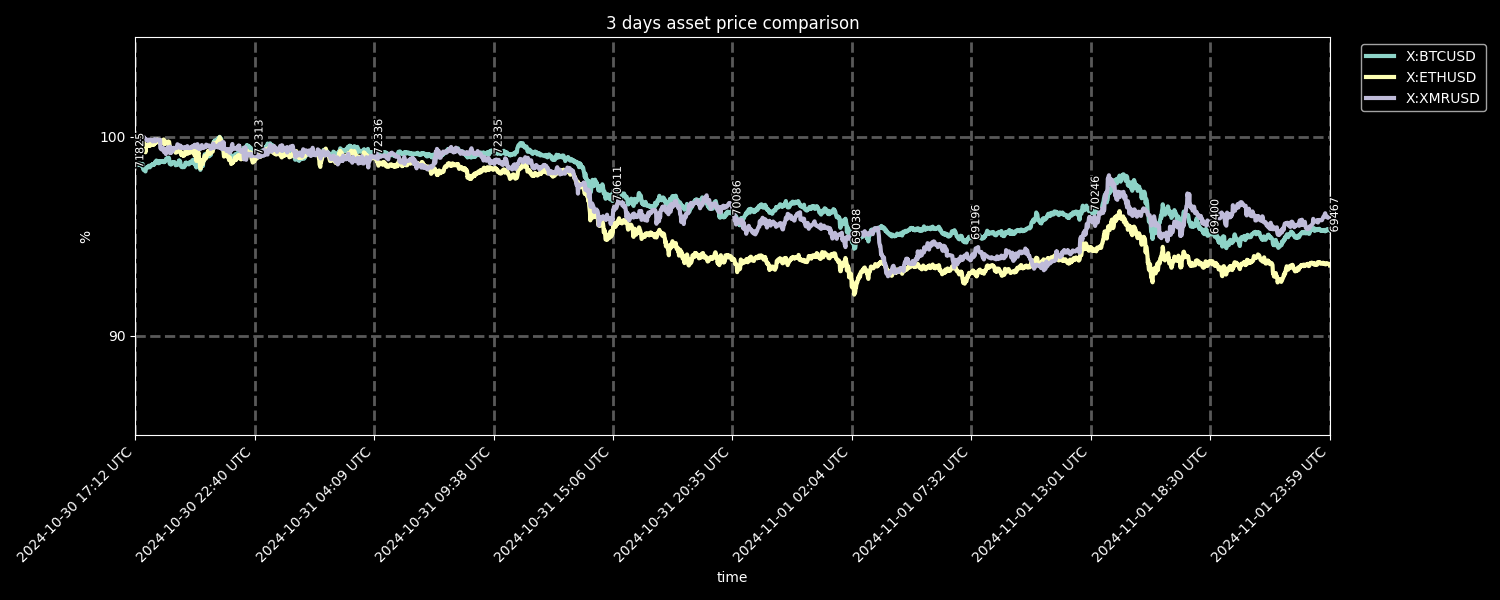 3 days asset price comparison
X:BTCUSD
X:ETHUSD
X:XMRUSD
100
90
%
71825
72313
72336
72335
70611
70086
69038
69196
70246
69400
69467
2024-10-30 17:12 UTC
2024-10-30 22:40 UTC
2024-10-31 04:09 UTC
2024-10-31 09:38 UTC
2024-10-31 15:06 UTC
2024-10-31 20:35 UTC
2024-11-01 02:04 UTC
2024-11-01 07:32 UTC
2024-11-01 13:01 UTC
2024-11-01 18:30 UTC
2024-11-01 23:59 UTC
time